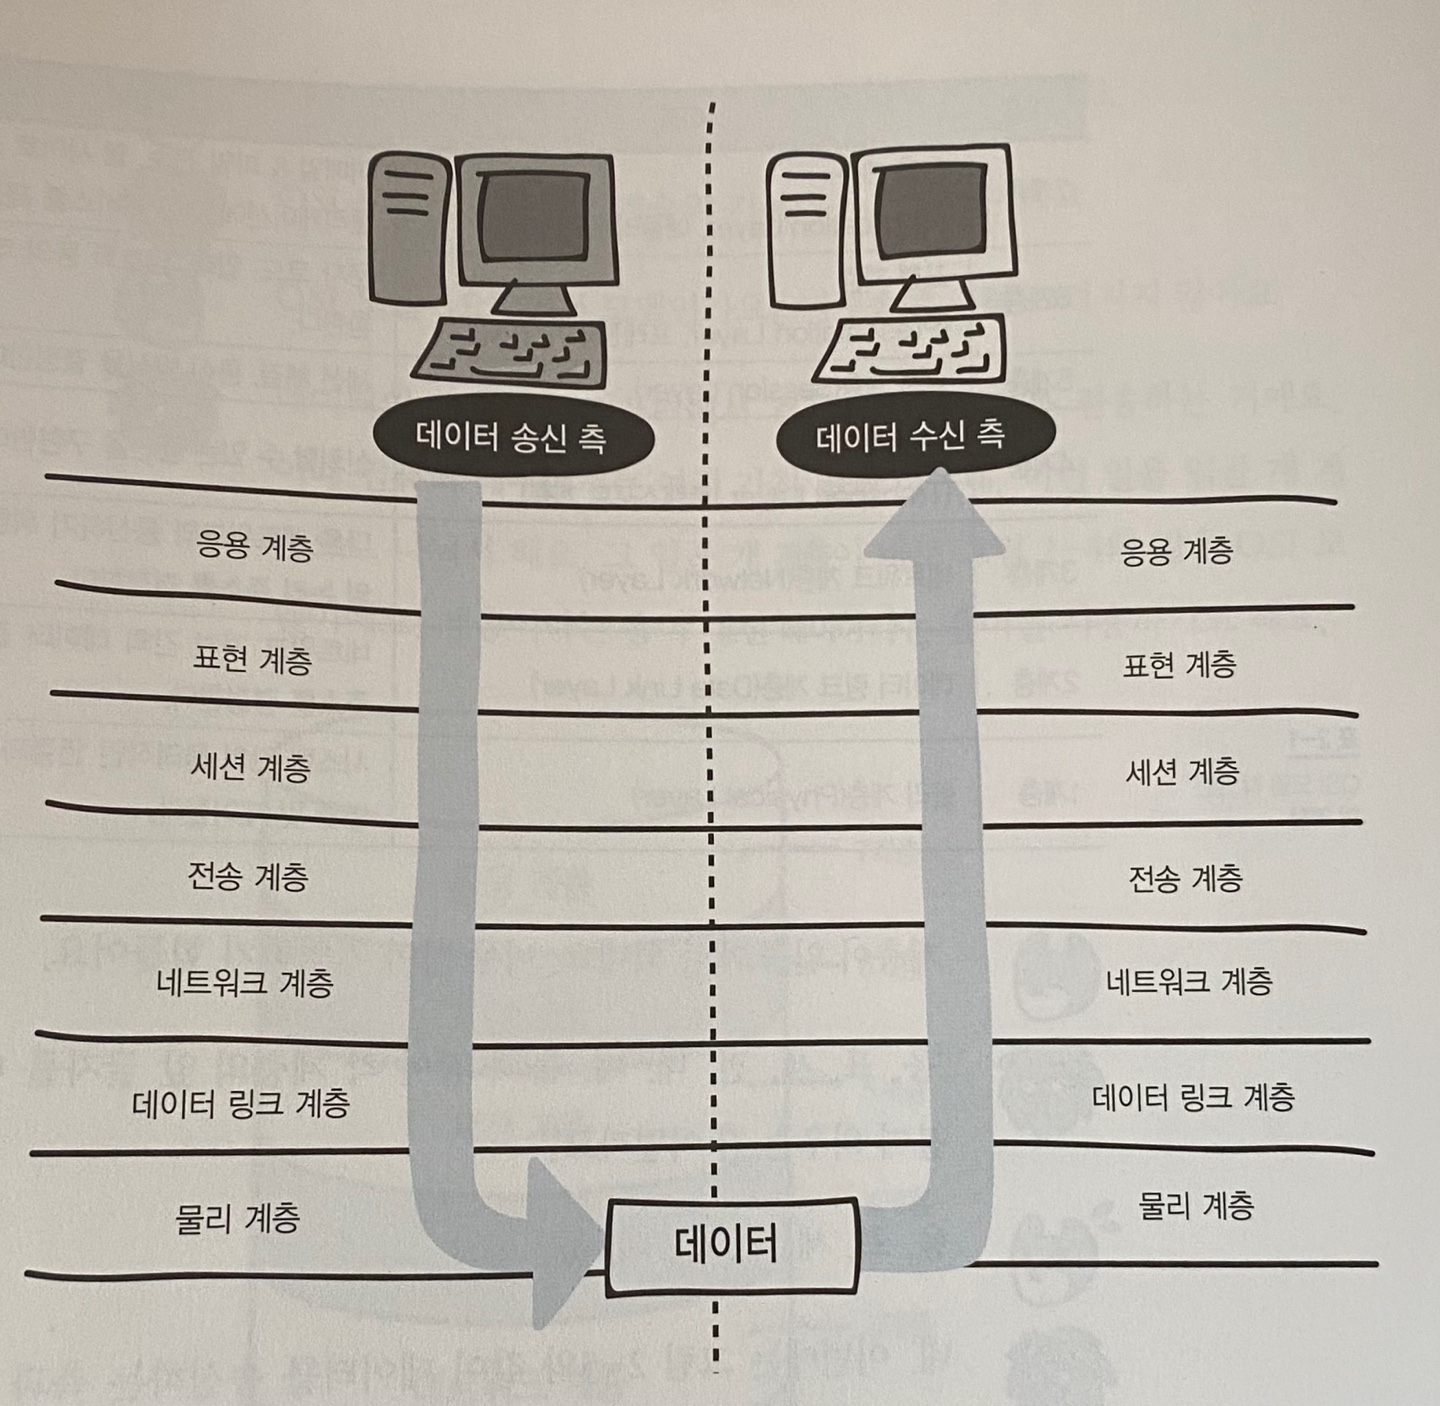 데이터 송신 측
데이터 수신 측
응용 계층
응용 계층
표현 계층
표현 계층
세션 계층
세션 계층
전송 계층
전송 계층
네트워크 계층
네트워크 계층
데이터 링크 계층
데이터 링크 계층
물리 계층
물리 계층
데이터